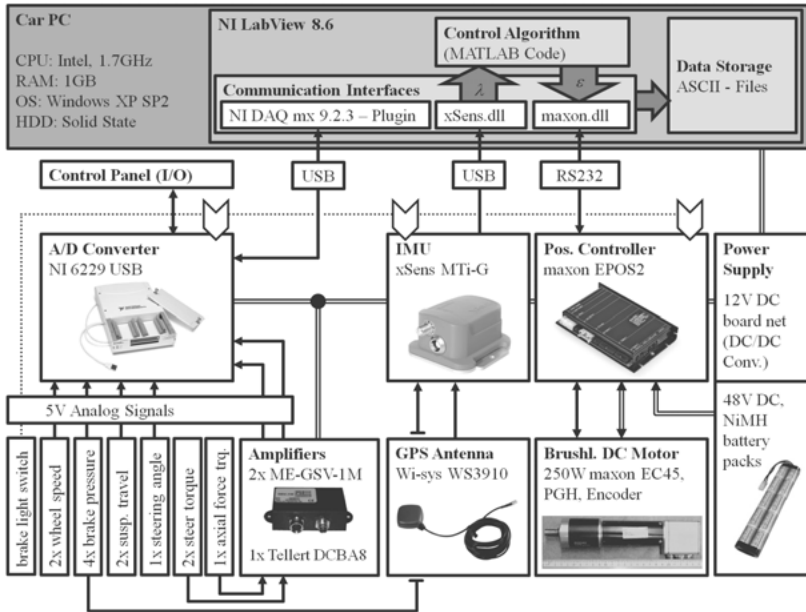 Car PC
CPU: Intel, 1.7GHz
RAM: 1GB
OS: Windows XP SP2
HDD: Solid State
NI LabView 8.6
Control Algorithm
(MATLAB Code)
Data Storage
ASCII - Files
Communication Interfaces
λ
ε
NI DAQ mx 9.2.3 – Plugin
xSens.dll
maxon.dll
USB
USB
RS232
Control Panel (I/O)
A/D Converter
NI 6229 USB
IMU
xSens MTi-G
Pos. Controller
maxon EPOS2
Power
Supply
12V DC
board net
(DC/DC
Conv.)
48V DC,
NiMH
battery
packs
5V Analog Signals
brake light switch
2x wheel speed
4x brake pressure
2x susp. travel
1x steering angle
2x steer torque
1x axial force trq.
Amplifiers
2x ME-GSV-1M
1x Tellert DCBA8
GPS Antenna
Wi-sys WS3910
Brushl. DC Motor
250W maxon EC45,
PGH, Encoder